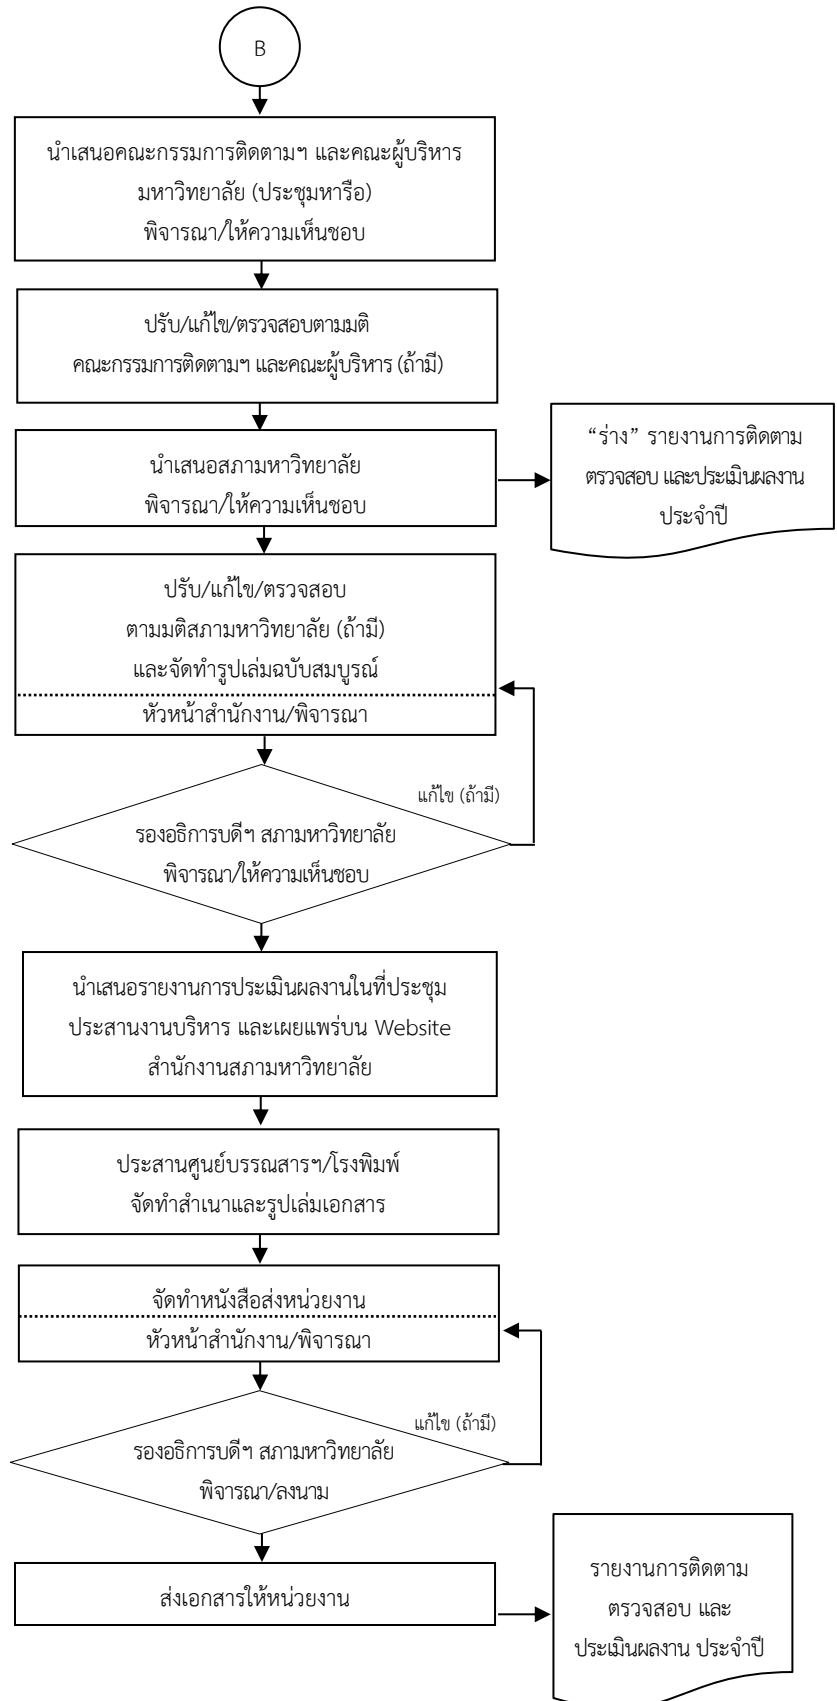 B
นำเสนอคณะกรรมการติดตามฯ และคณะผู้บริหาร
มหาวิทยาลัย (ประชุมหารือ)
พิจารณา/ให้ความเห็นชอบ
ปรับ/แก้ไข/ตรวจสอบตามมติ
คณะกรรมการติดตามฯ และคณะผู้บริหาร (ถ้ามี)
นำเสนอสภามหาวิทยาลัย
พิจารณา/ให้ความเห็นชอบ
“ร่าง” รายงานการติดตาม
ตรวจสอบ และประเมินผลงาน
ประจำปี
ปรับ/แก้ไข/ตรวจสอบ
ตามมติสภามหาวิทยาลัย (ถ้ามี)
และจัดทำรูปเล่มฉบับสมบูรณ์
หัวหน้าสำนักงาน/พิจารณา
แก้ไข (ถ้ามี)
รองอธิการบดีฯ สภามหาวิทยาลัย
พิจารณา/ให้ความเห็นชอบ
นำเสนอรายงานการประเมินผลงานในที่ประชุม
ประสานงานบริหาร และเผยแพร่บน Website
สำนักงานสภามหาวิทยาลัย
ประสานศูนย์บรรณสารฯ/โรงพิมพ์
จัดทำสำเนาและรูปเล่มเอกสาร
จัดทำหนังสือส่งหน่วยงาน
หัวหน้าสำนักงาน/พิจารณา
แก้ไข (ถ้ามี)
รองอธิการบดีฯ สภามหาวิทยาลัย
พิจารณา/ลงนาม
ส่งเอกสารให้หน่วยงาน
รายงานการติดตาม
ตรวจสอบ และ
ประเมินผลงาน ประจำปี